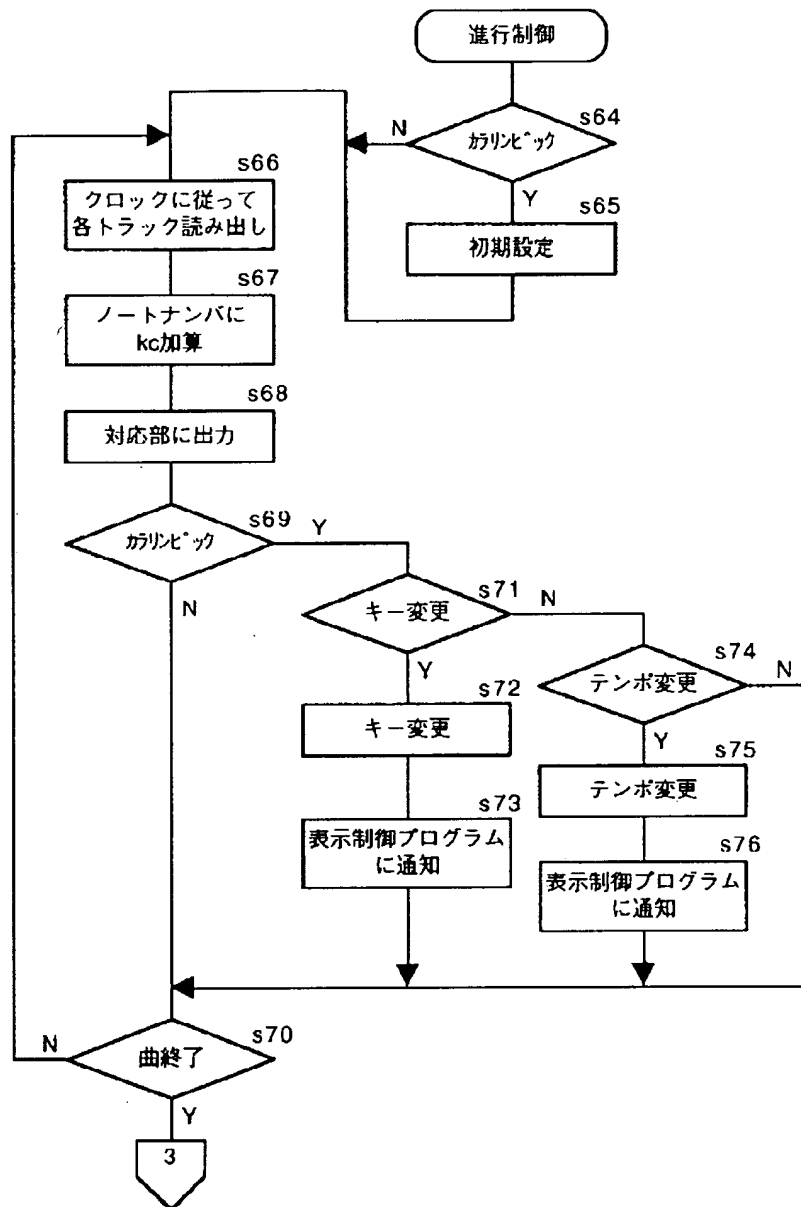 進行制御
s64
カラリンピック
N
Y
s65
初期設定
s66
クロックに従って
各トラック読み出し
s67
ノートナンバに
kc加算
s68
対応部に出力
s69
カラリンピック
Y
N
s71
キー変更
N
Y
s72
キー変更
s73
表示制御プログラム
に通知
s74
テンポ変更
N
Y
s75
テンポ変更
s76
表示制御プログラム
に通知
s70
曲終了
N
Y
3